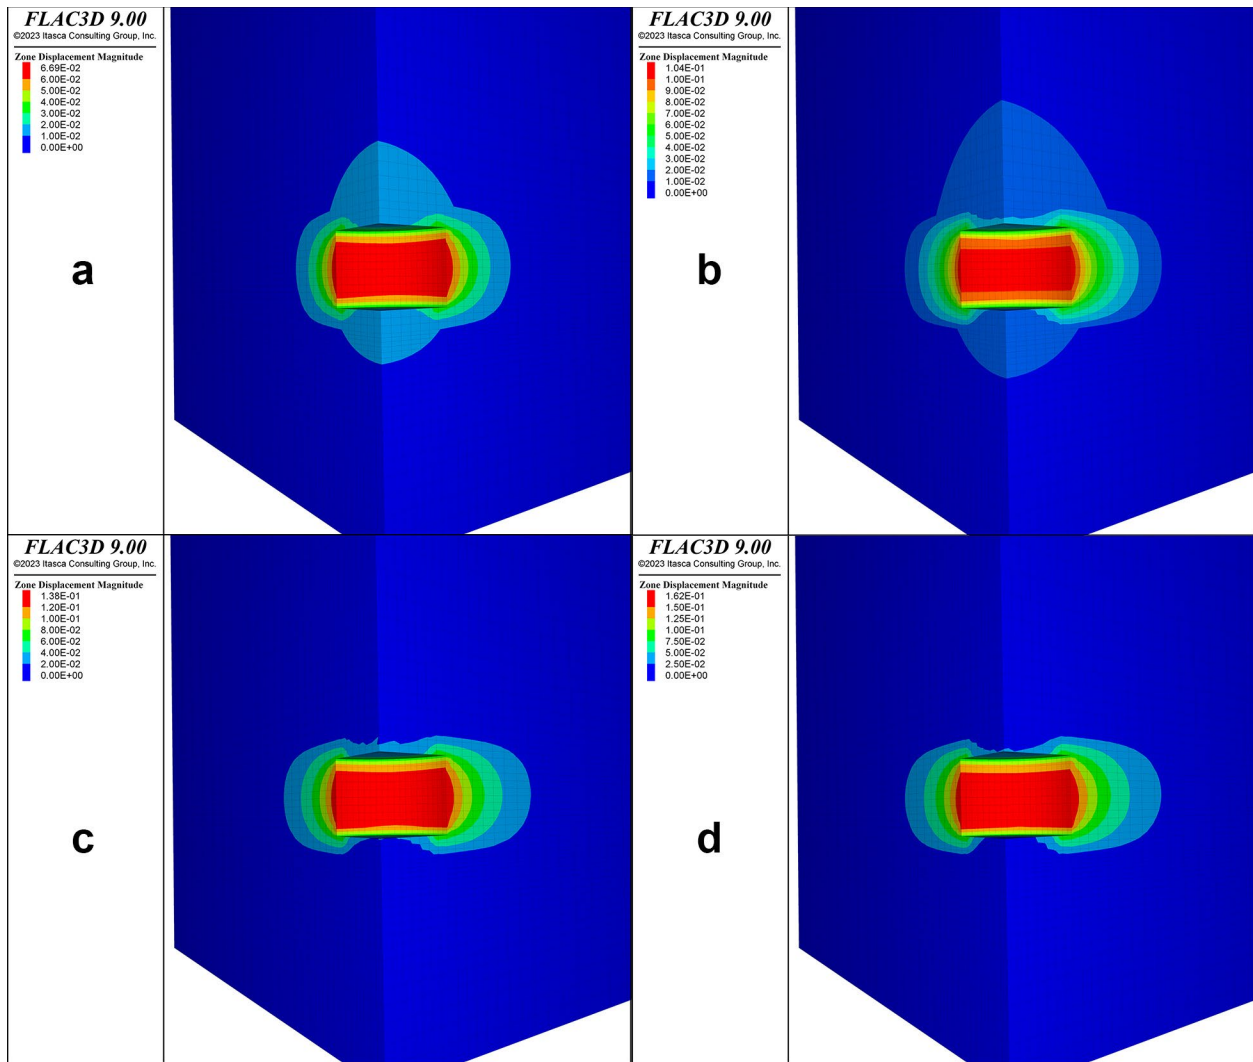 FLAC3D 9.00
©2023 Itasca Consulting Group, Inc.
Zone Displacement Magnitude
6.69E-02
6.00E-02
5.00E-02
4.00E-02
3.00E-02
2.00E-02
1.00E-02
0.00E+00
a
FLAC3D 9.00
©2023 Itasca Consulting Group, Inc.
Zone Displacement Magnitude
1.04E-01
1.00E-01
9.00E-02
8.00E-02
7.00E-02
6.00E-02
5.00E-02
4.00E-02
3.00E-02
2.00E-02
1.00E-02
0.00E+00
b
FLAC3D 9.00
©2023 Itasca Consulting Group, Inc.
Zone Displacement Magnitude
1.38E-01
1.20E-01
1.00E-01
8.00E-02
6.00E-02
4.00E-02
2.00E-02
0.00E+00
c
FLAC3D 9.00
©2023 Itasca Consulting Group, Inc.
Zone Displacement Magnitude
1.62E-01
1.50E-01
1.25E-01
1.00E-01
7.50E-02
5.00E-02
2.50E-02
0.00E+00
d